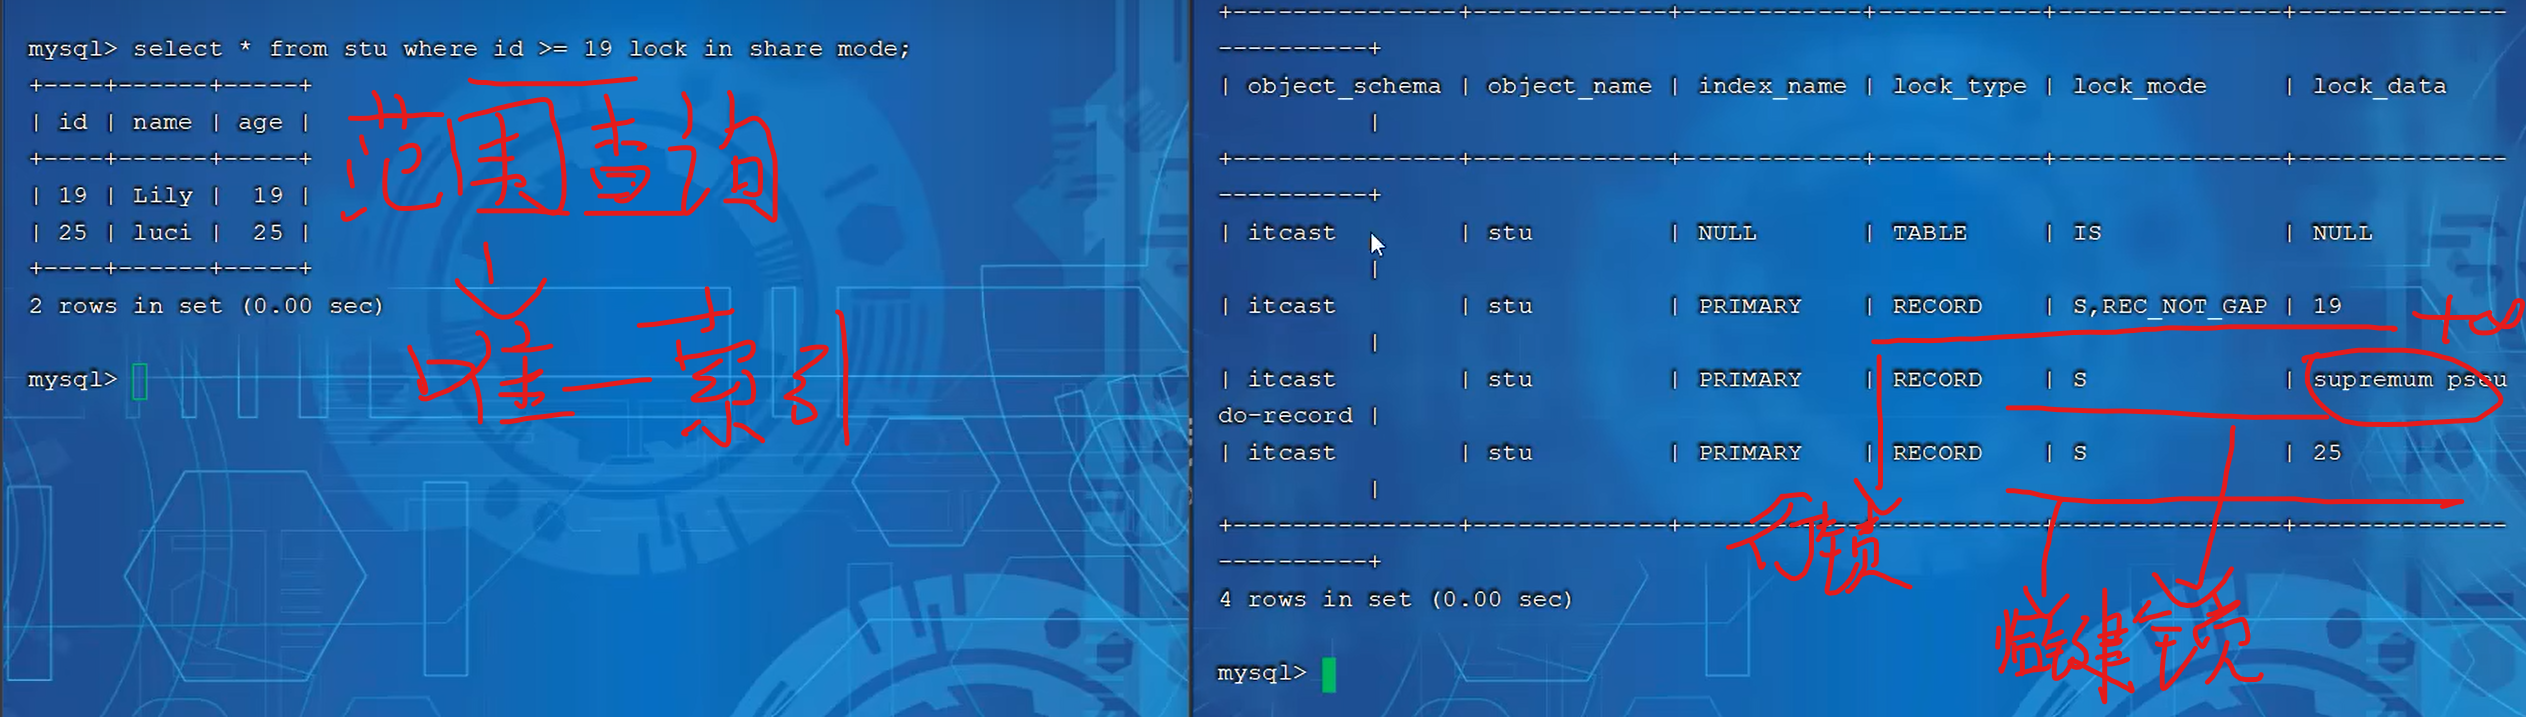 mysql> select * from stu where id >= 19 lock in share mode;
+----+------+-----+
| id | name | age |
+----+------+-----+
| 19 | Lily |  19 |
| 25 | luci |  25 |
+----+------+-----+
2 rows in set (0.00 sec)
mysql>
范围查询
唯一索引
+---------------+-------------+------------+-----------+---------------+--------------
----------+
| object_schema | object_name | index_name | lock_type | lock_mode     | lock_data
          |
+---------------+-------------+------------+-----------+---------------+--------------
----------+
| itcast        | stu         | NULL       | TABLE     | IS            | NULL
          |
| itcast        | stu         | PRIMARY    | RECORD    | S,REC_NOT_GAP | 19
          |
| itcast        | stu         | PRIMARY    | RECORD    | S             | supremum pseu
do-record |
| itcast        | stu         | PRIMARY    | RECORD    | S             | 25
          |
+---------------+-------------+------------+-----------+---------------+--------------
----------+
4 rows in set (0.00 sec)
mysql>
+∞
行锁
临键锁